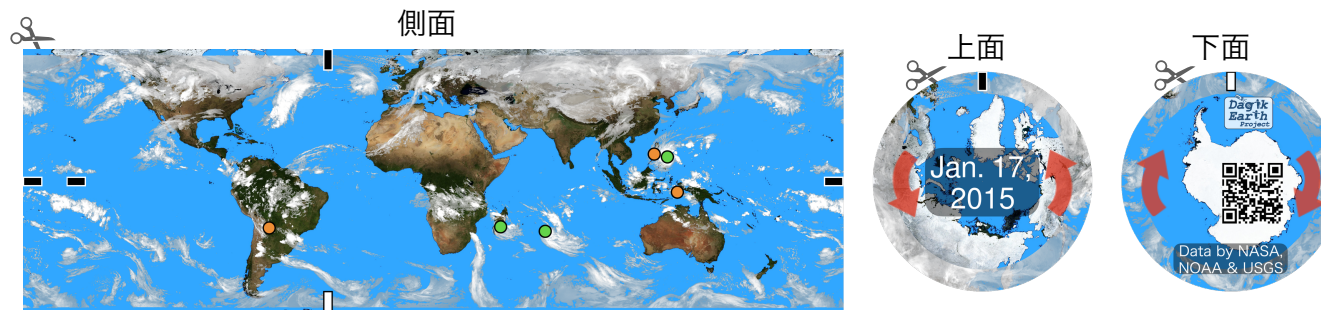 側面
上面
下面
Jan. 17,
2015
Dagik
Earth
Project
Data by NASA,
NOAA & USGS